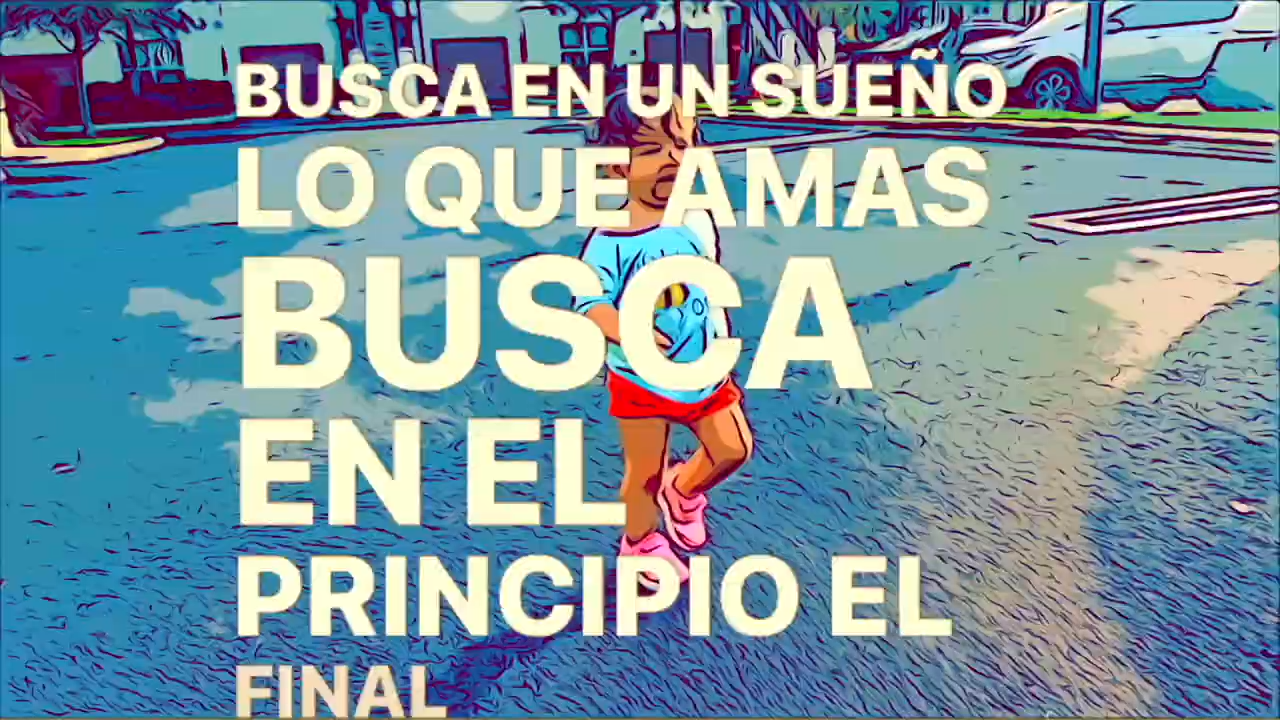 BUSCA EN UN SUEÑO
LO QUE AMAS
BUSCA
EN EL
PRINCIPIO EL
FINAL